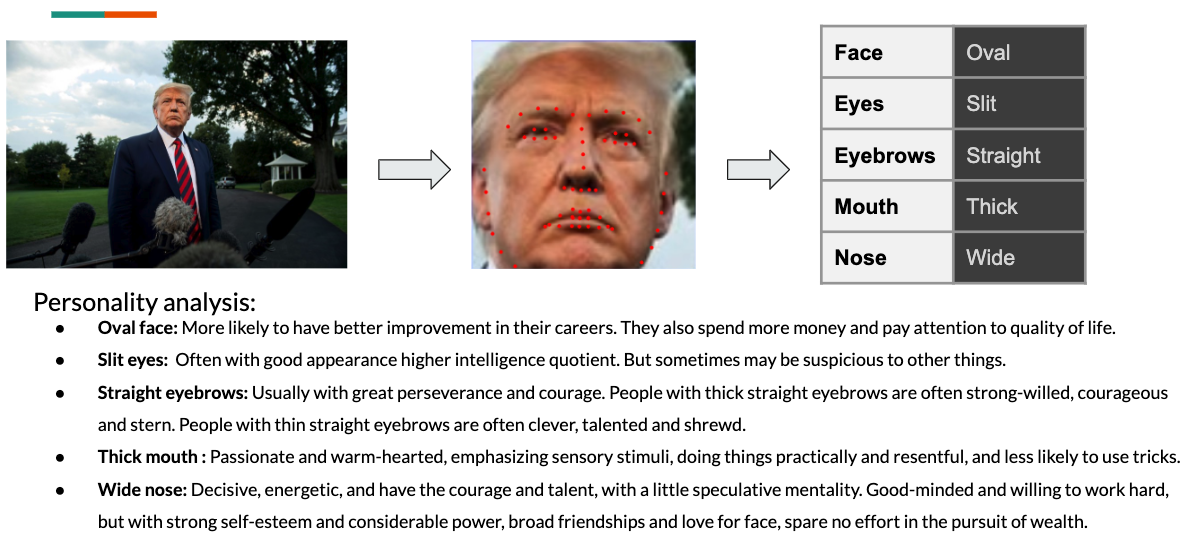 Face Oval
Eyes Slit
Eyebrows Straight
Mouth Thick
Nose Wide
Personality analysis:
● Oval face: More likely to have better improvement in their careers. They also spend more money and pay attention to quality of life.
● Slit eyes: Often with good appearance higher intelligence quotient. But sometimes may be suspicious to other things.
● Straight eyebrows: Usually with great perseverance and courage. People with thick straight eyebrows are often strong-willed, courageous
and stern. People with thin straight eyebrows are often clever, talented and shrewd.
● Thick mouth : Passionate and warm-hearted, emphasizing sensory stimuli, doing things practically and resentful, and less likely to use tricks.
● Wide nose: Decisive, energetic, and have the courage and talent, with a little speculative mentality. Good-minded and willing to work hard,
but with strong self-esteem and considerable power, broad friendships and love for face, spare no effort in the pursuit of wealth.